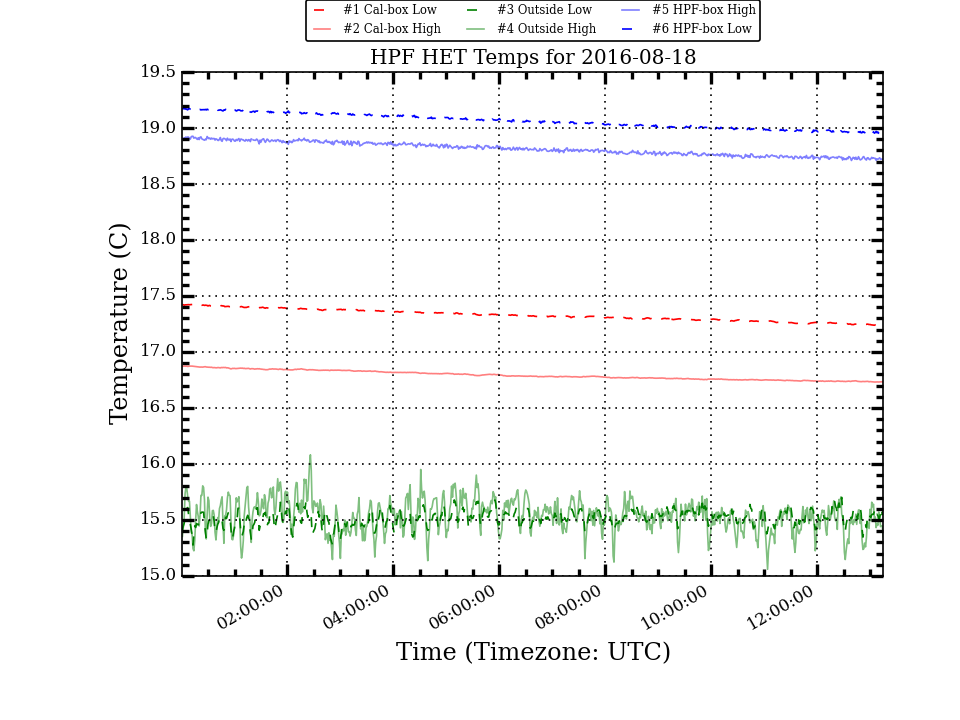 #1 Cal-box Low #3 Outside Low #5 HPF-box High
#2 Cal-box High #4 Outside High #6 HPF-box Low
HPF HET Temps for 2016-08-18
19.5
19.0
18.5
18.0
17.5
17.0
16.5
16.0
15.5
15.0
Temperature (C)
02:00:00 04:00:00 06:00:00 08:00:00 10:00:00 12:00:00
Time (Timezone: UTC)